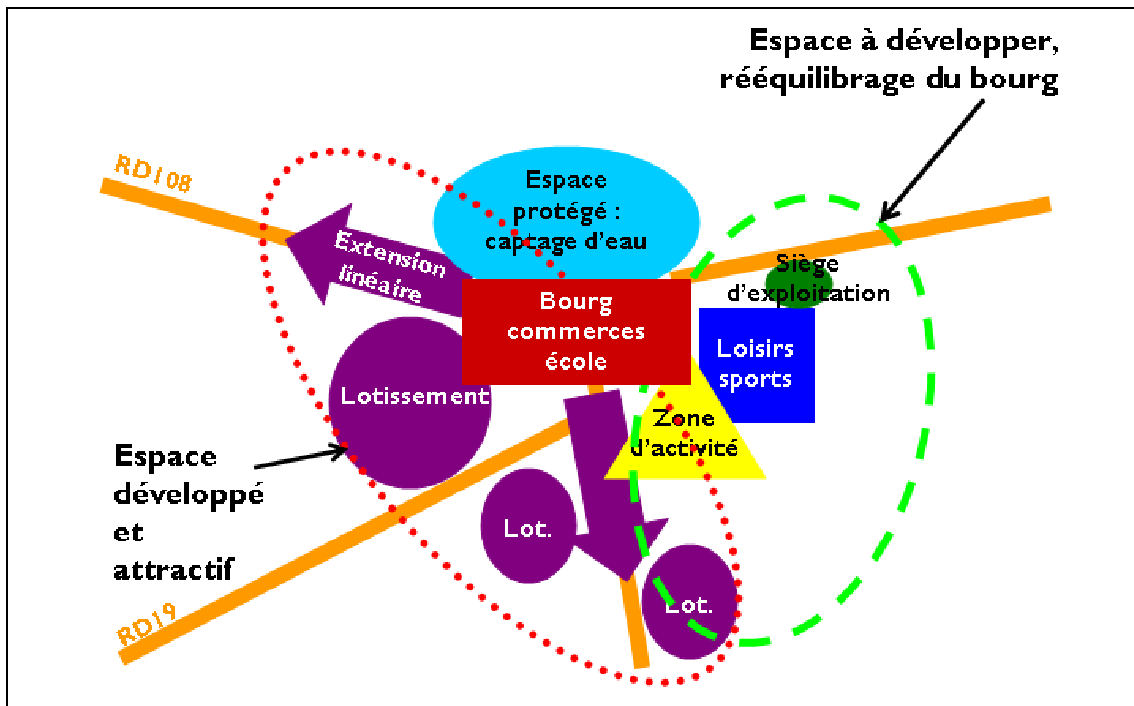 Espace à développer,
rééquilibrage du bourg
RD108
Espace
protégé :
captage d'eau
Extension
linéaire
Siège
d'exploitation
Bourg
commerces
école
Loisirs
sports
Lotissement
Zone
d'activité
Espace
développé
et
attractif
Lot.
Lot.
RD19